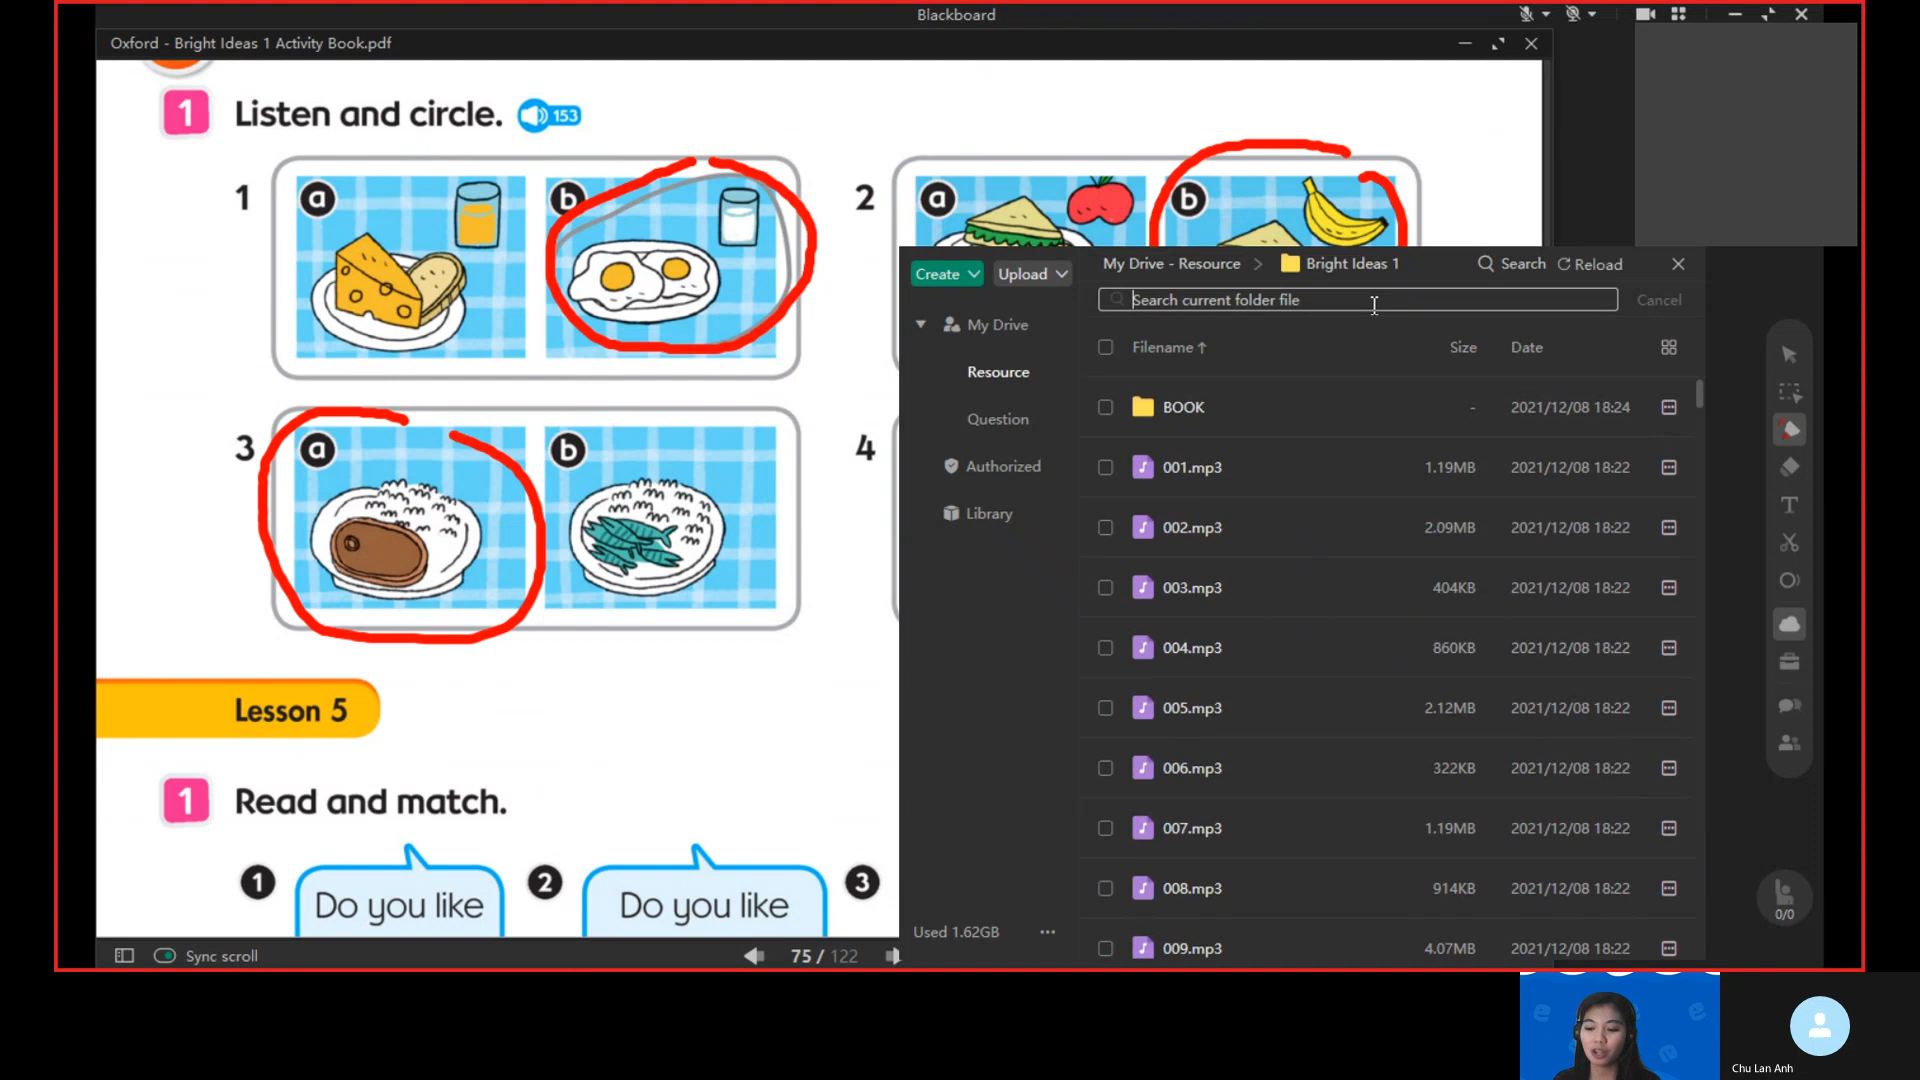 Blackboard
Oxford - Bright Ideas 1 Activity Book.pdf
1 Listen and circle. 153
1 a b
2 a b
3 a b
4
Lesson 5
1 Read and match.
1 Do you like
2 Do you like
3
Sync scroll
75 / 122
Create
Upload
My Drive
Resource
Question
Authorized
Library
Used 1.62GB
My Drive - Resource > Bright Ideas 1
Search Reload
Search current folder file Cancel
Filename Size Date
BOOK - 2021/12/08 18:24
001.mp3 1.19MB 2021/12/08 18:22
002.mp3 2.09MB 2021/12/08 18:22
003.mp3 404KB 2021/12/08 18:22
004.mp3 860KB 2021/12/08 18:22
005.mp3 2.12MB 2021/12/08 18:22
006.mp3 322KB 2021/12/08 18:22
007.mp3 1.19MB 2021/12/08 18:22
008.mp3 914KB 2021/12/08 18:22
009.mp3 4.07MB 2021/12/08 18:22
0/0
Chu Lan Anh